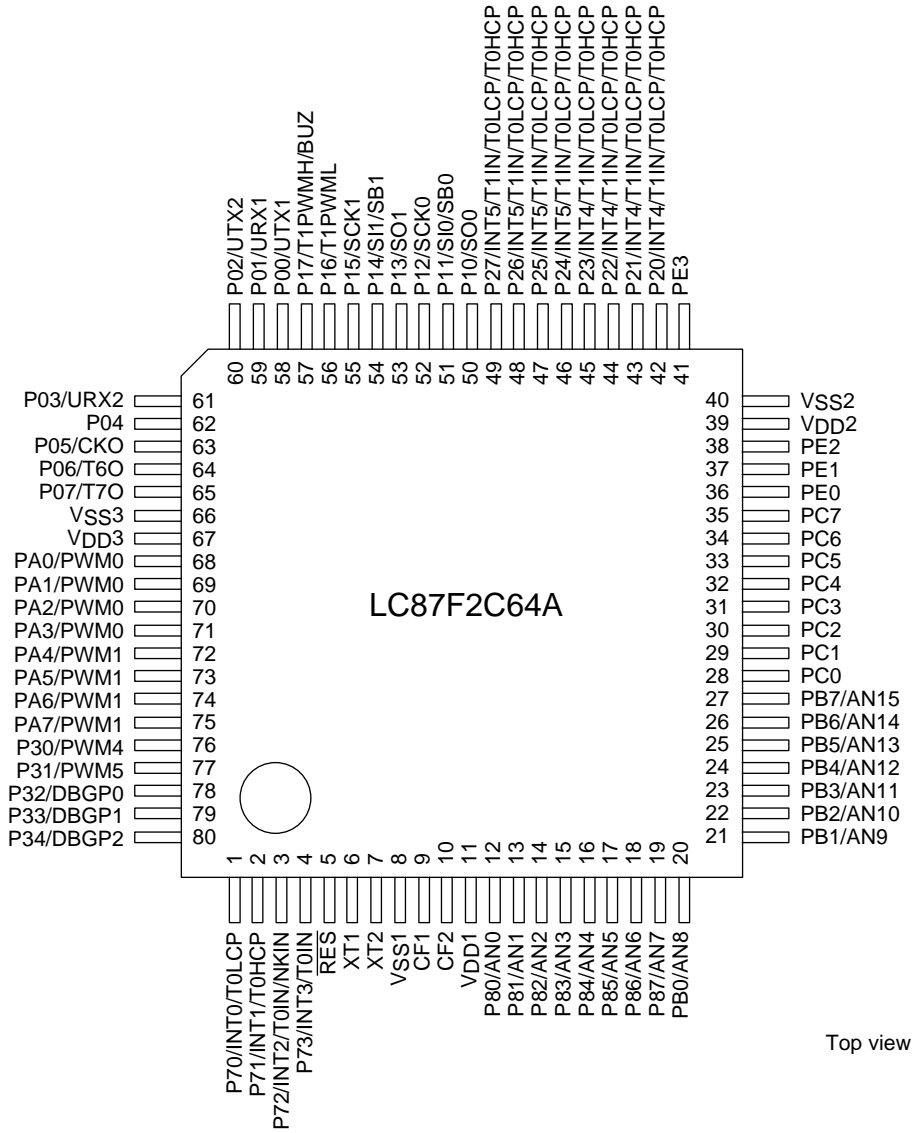 P02/UTX2
P01/URX1
P00/UTX1
P17/T1PWMH/BUZ
P16/T1PWML
P15/SCK1
P14/SI1/SB1
P13/SO1
P12/SCK0
P11/SI0/SB0
P10/SO0
P27/INT5/T1IN/T0LCP/T0HCP
P26/INT5/T1IN/T0LCP/T0HCP
P25/INT5/T1IN/T0LCP/T0HCP
P24/INT5/T1IN/T0LCP/T0HCP
P23/INT4/T1IN/T0LCP/T0HCP
P22/INT4/T1IN/T0LCP/T0HCP
P21/INT4/T1IN/T0LCP/T0HCP
P20/INT4/T1IN/T0LCP/T0HCP
PE3
60
59
58
57
56
55
54
53
52
51
50
49
48
47
46
45
44
43
42
41
P03/URX2 61
P04 62
P05/CKO 63
P06/T6O 64
P07/T7O 65
VSS3 66
VDD3 67
PA0/PWM0 68
PA1/PWM0 69
PA2/PWM0 70
PA3/PWM0 71
PA4/PWM1 72
PA5/PWM1 73
PA6/PWM1 74
PA7/PWM1 75
P30/PWM4 76
P31/PWM5 77
P32/DBGP0 78
P33/DBGP1 79
P34/DBGP2 80
LC87F2C64A
40 VSS2
39 VDD2
38 PE2
37 PE1
36 PE0
35 PC7
34 PC6
33 PC5
32 PC4
31 PC3
30 PC2
29 PC1
28 PC0
27 PB7/AN15
26 PB6/AN14
25 PB5/AN13
24 PB4/AN12
23 PB3/AN11
22 PB2/AN10
21 PB1/AN9
1
2
3
4
5
6
7
8
9
10
11
12
13
14
15
16
17
18
19
20
P70/INT0/T0LCP
P71/INT1/T0HCP
P72/INT2/T0IN/NKIN
P73/INT3/T0IN
RES
XT1
XT2
VSS1
CF1
CF2
VDD1
P80/AN0
P81/AN1
P82/AN2
P83/AN3
P84/AN4
P85/AN5
P86/AN6
P87/AN7
PB0/AN8
Top view